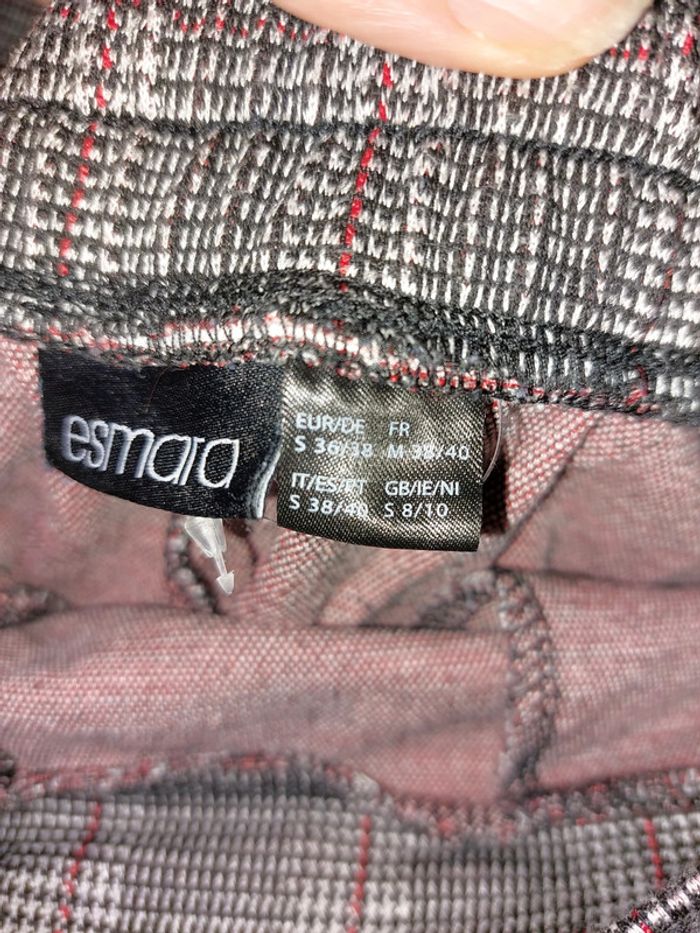 esmara
EUR/DE FR
S 36/38 M 38/40
IT/ES/PT GB/IE/NI
S 38/40 S 8/10